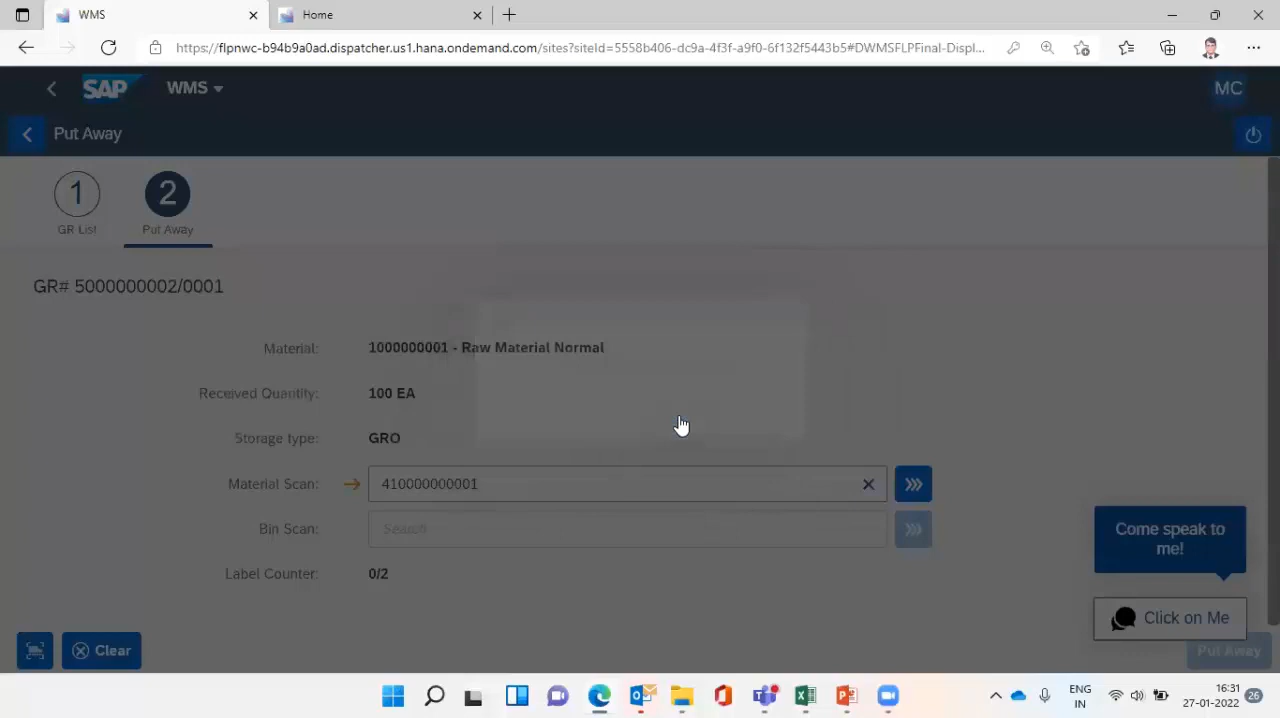 WMS
Home
https://flpnwc-b94b9a0ad.dispatcher.us1.hana.ondemand.com/sites?siteId=5558b406-dc9a-4f3f-a9f0-6f132f5443b5#DWMSFLPFinal-Displ...
SAP
WMS
MC
Put Away
1
2
GR List
Put Away
GR# 5000000002/0001
Material:
1000000001 - Raw Material Normal
Received Quantity:
100 EA
Storage type:
GRO
Material Scan:
410000000001
Bin Scan:
Search
Label Counter:
0/2
Come speak to
me!
Click on Me
Clear
Put Away
ENG
IN
16:31
27-01-2022
26